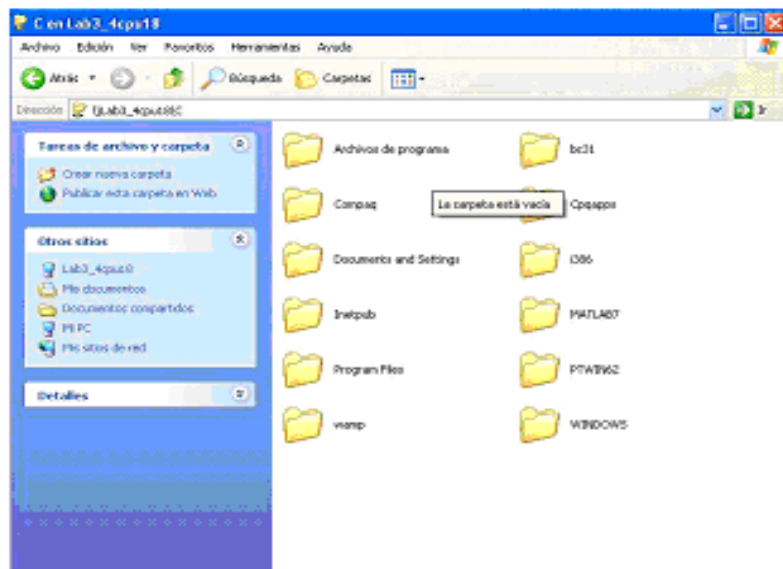 C en Lab3_4cpu18
Archivo Edición Ver Favoritos Herramientas Ayuda
Atrás Búsqueda Carpetas
Dirección \\Lab3_4cpu18\C Ir
Tareas de archivo y carpeta
Crear nueva carpeta
Publicar esta carpeta en Web
Otros sitios
Lab3_4cpu18
Mis documentos
Documentos compartidos
Mi PC
Mis sitios de red
Detalles
Archivos de programa bc31
Compaq La carpeta está vacía Cpqapps
Documents and Settings i386
Inetpub MATLAB7
Program Files PTWIN62
wamp WINDOWS